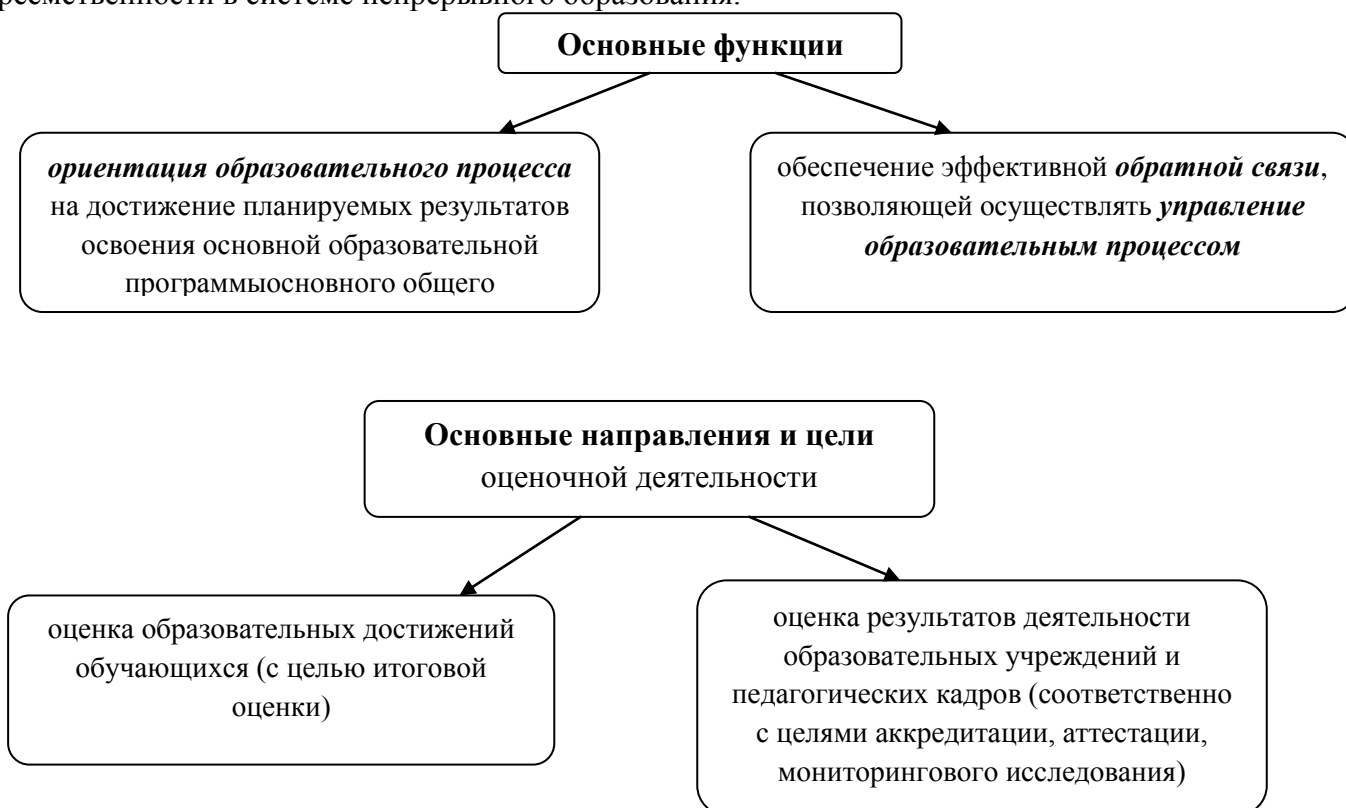 преемственности в системе непрерывного образования.
Основные функции
ориентация образовательного процесса
на достижение планируемых результатов
освоения основной образовательной
программыосновного общего
обеспечение эффективной обратной связи,
позволяющей осуществлять управление
образовательным процессом
Основные направления и цели
оценочной деятельности
оценка образовательных достижений
обучающихся (с целью итоговой
оценки)
оценка результатов деятельности
образовательных учреждений и
педагогических кадров (соответственно
с целями аккредитации, аттестации,
мониторингового исследования)